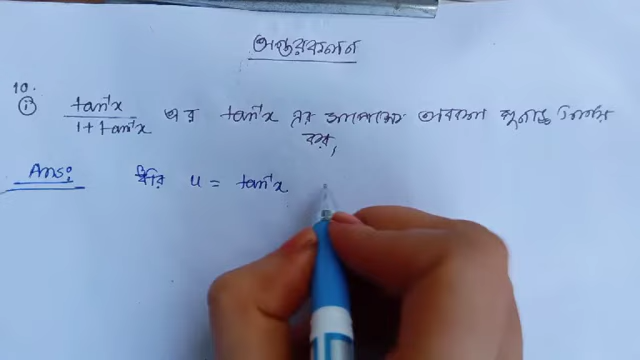 অন্তরকলন
10.
i) tan⁻¹x / 1 + tan⁻¹x এর tan⁻¹x এর সাপেক্ষে অবকল গুনাঙ্ক নির্ণয়
কর,
Ans: ধরি u = tan⁻¹x